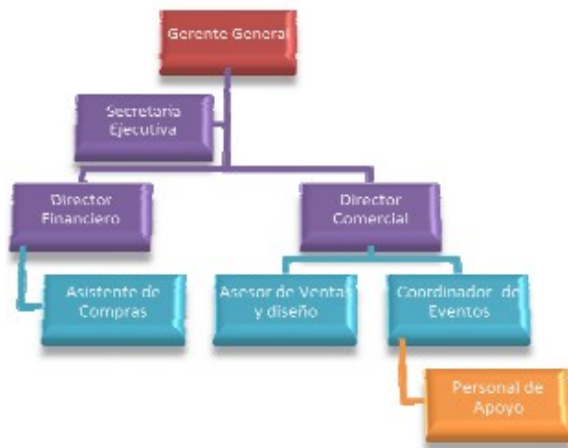 Gerente General
Secretaria
Ejecutiva
Director
Financiero
Director
Comercial
Asistente de
Compras
Asesor de Ventas
y diseño
Coordinador de
Eventos
Personal de
Apoyo